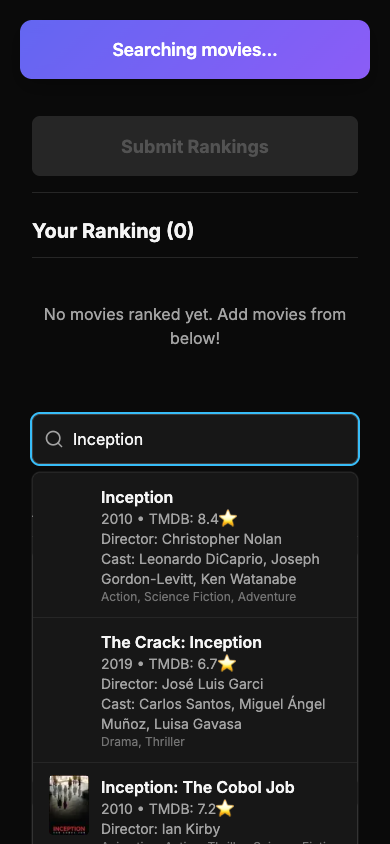 Searching movies...
Submit Rankings
Your Ranking (0)
No movies ranked yet. Add movies from
below!
Inception
Inception
2010 • TMDB: 8.4⭐
Director: Christopher Nolan
Cast: Leonardo DiCaprio, Joseph
Gordon-Levitt, Ken Watanabe
Action, Science Fiction, Adventure
The Crack: Inception
2019 • TMDB: 6.7⭐
Director: José Luis Garci
Cast: Carlos Santos, Miguel Ángel
Muñoz, Luisa Gavasa
Drama, Thriller
INCEPTION
Inception: The Cobol Job
2010 • TMDB: 7.2⭐
Director: Ian Kirby